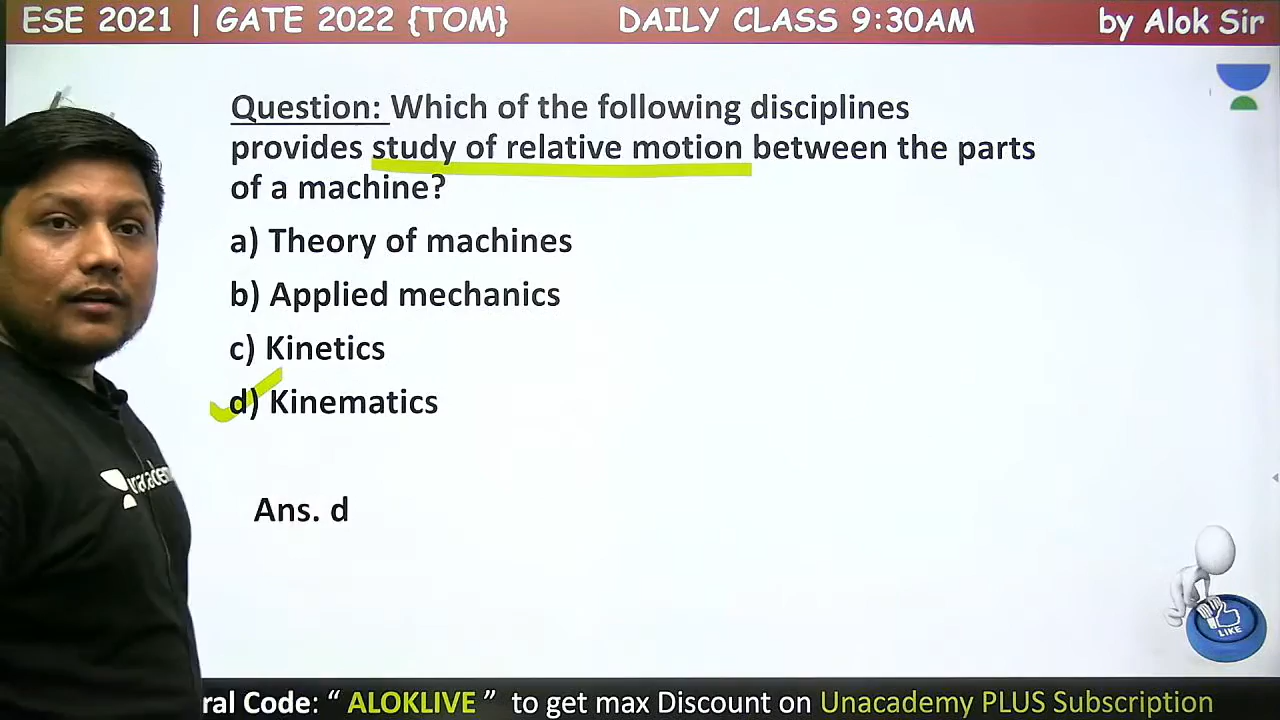 ESE 2021 | GATE 2022 {TOM} DAILY CLASS 9:30AM by Alok Sir
Question: Which of the following disciplines
provides study of relative motion between the parts
of a machine?
a) Theory of machines
b) Applied mechanics
c) Kinetics
d) Kinematics
unacademy
Ans. d
LIKE
ral Code: “ ALOKLIVE ” to get max Discount on Unacademy PLUS Subscription